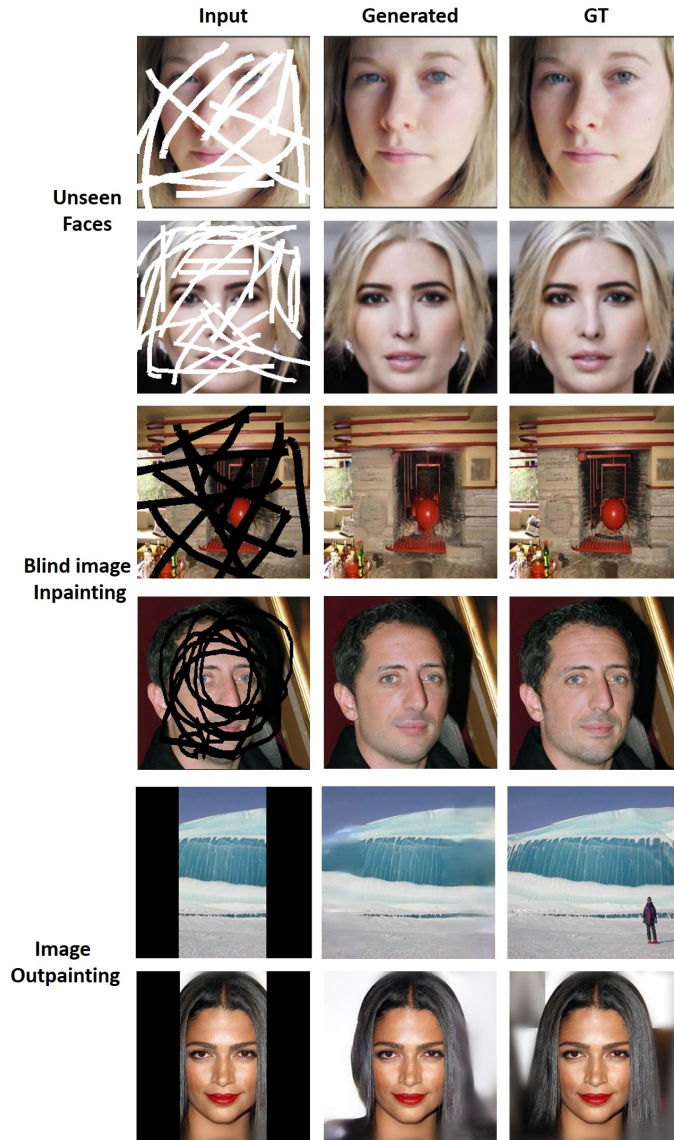 Input Generated GT
Unseen
Faces
Blind image
Inpainting
Image
Outpainting